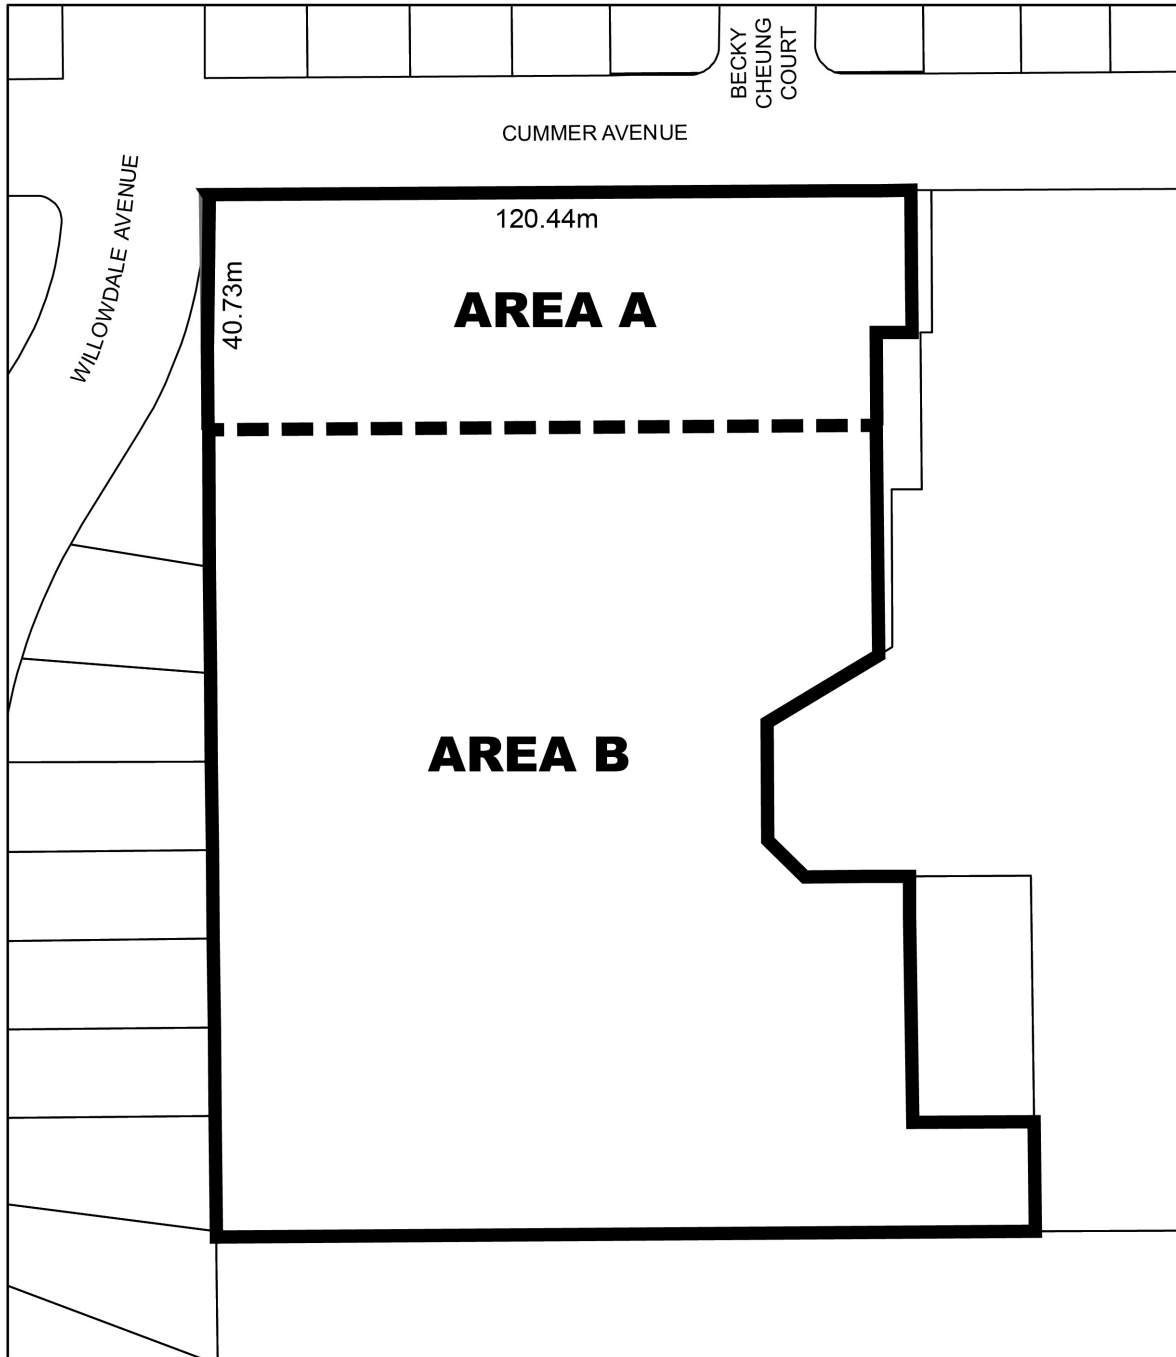 BECKY
CHEUNG
COURT
CUMMER AVENUE
WILLOWDALE AVENUE
120.44m
40.73m
AREA A
AREA B